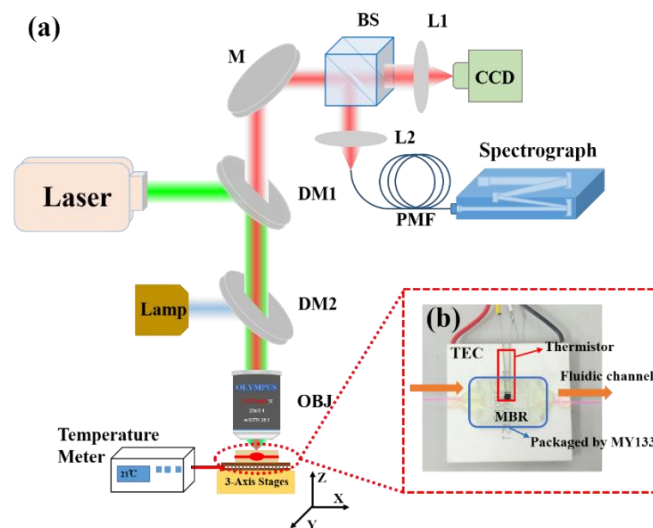 (a)
BS
L1
M
CCD
L2
Spectrograph
Laser
DM1
PMF
Lamp
DM2
(b)
TEC
Thermistor
OLYMPUS
OBJ
Fluidic channel
MBR
Temperature
Meter
Packaged by MY133
21℃
3-Axis Stages
Z
X
Y